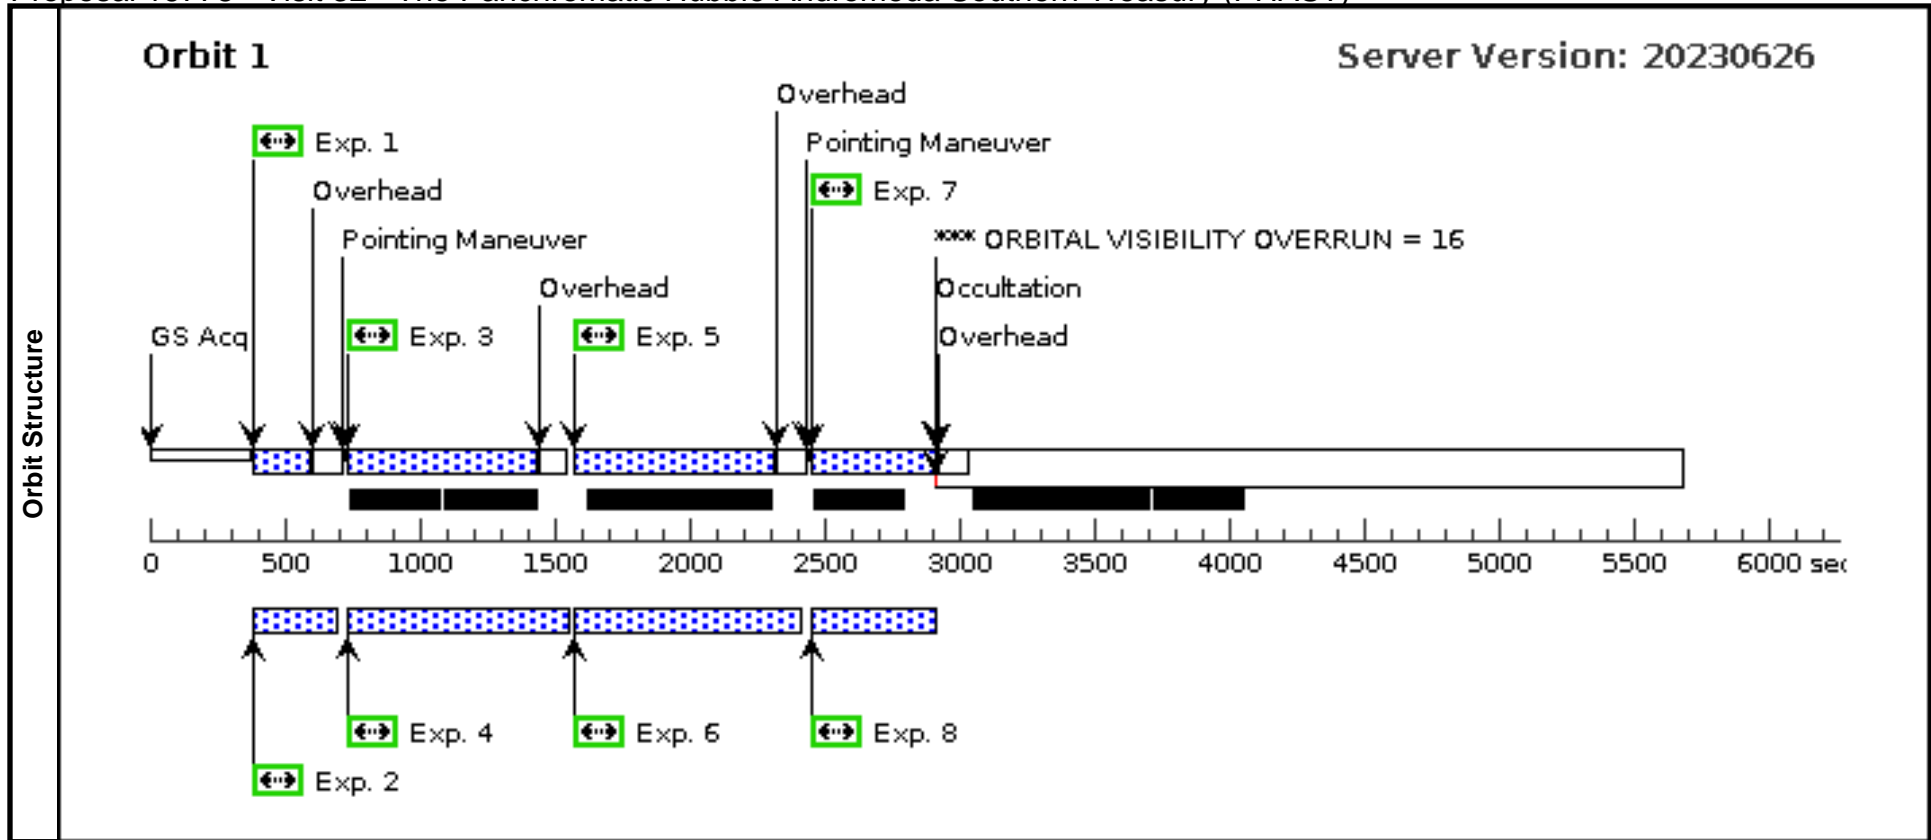 Orbit Structure
Orbit 1
Server Version: 20230626
Overhead
Exp. 1
Pointing Maneuver
Overhead
Exp. 7
Pointing Maneuver
*** ORBITAL VISIBILITY OVERRUN = 16
Overhead
Occultation
GS Acq
Exp. 3
Exp. 5
Overhead
0 500 1000 1500 2000 2500 3000 3500 4000 4500 5000 5500 6000 sec
Exp. 4
Exp. 6
Exp. 8
Exp. 2